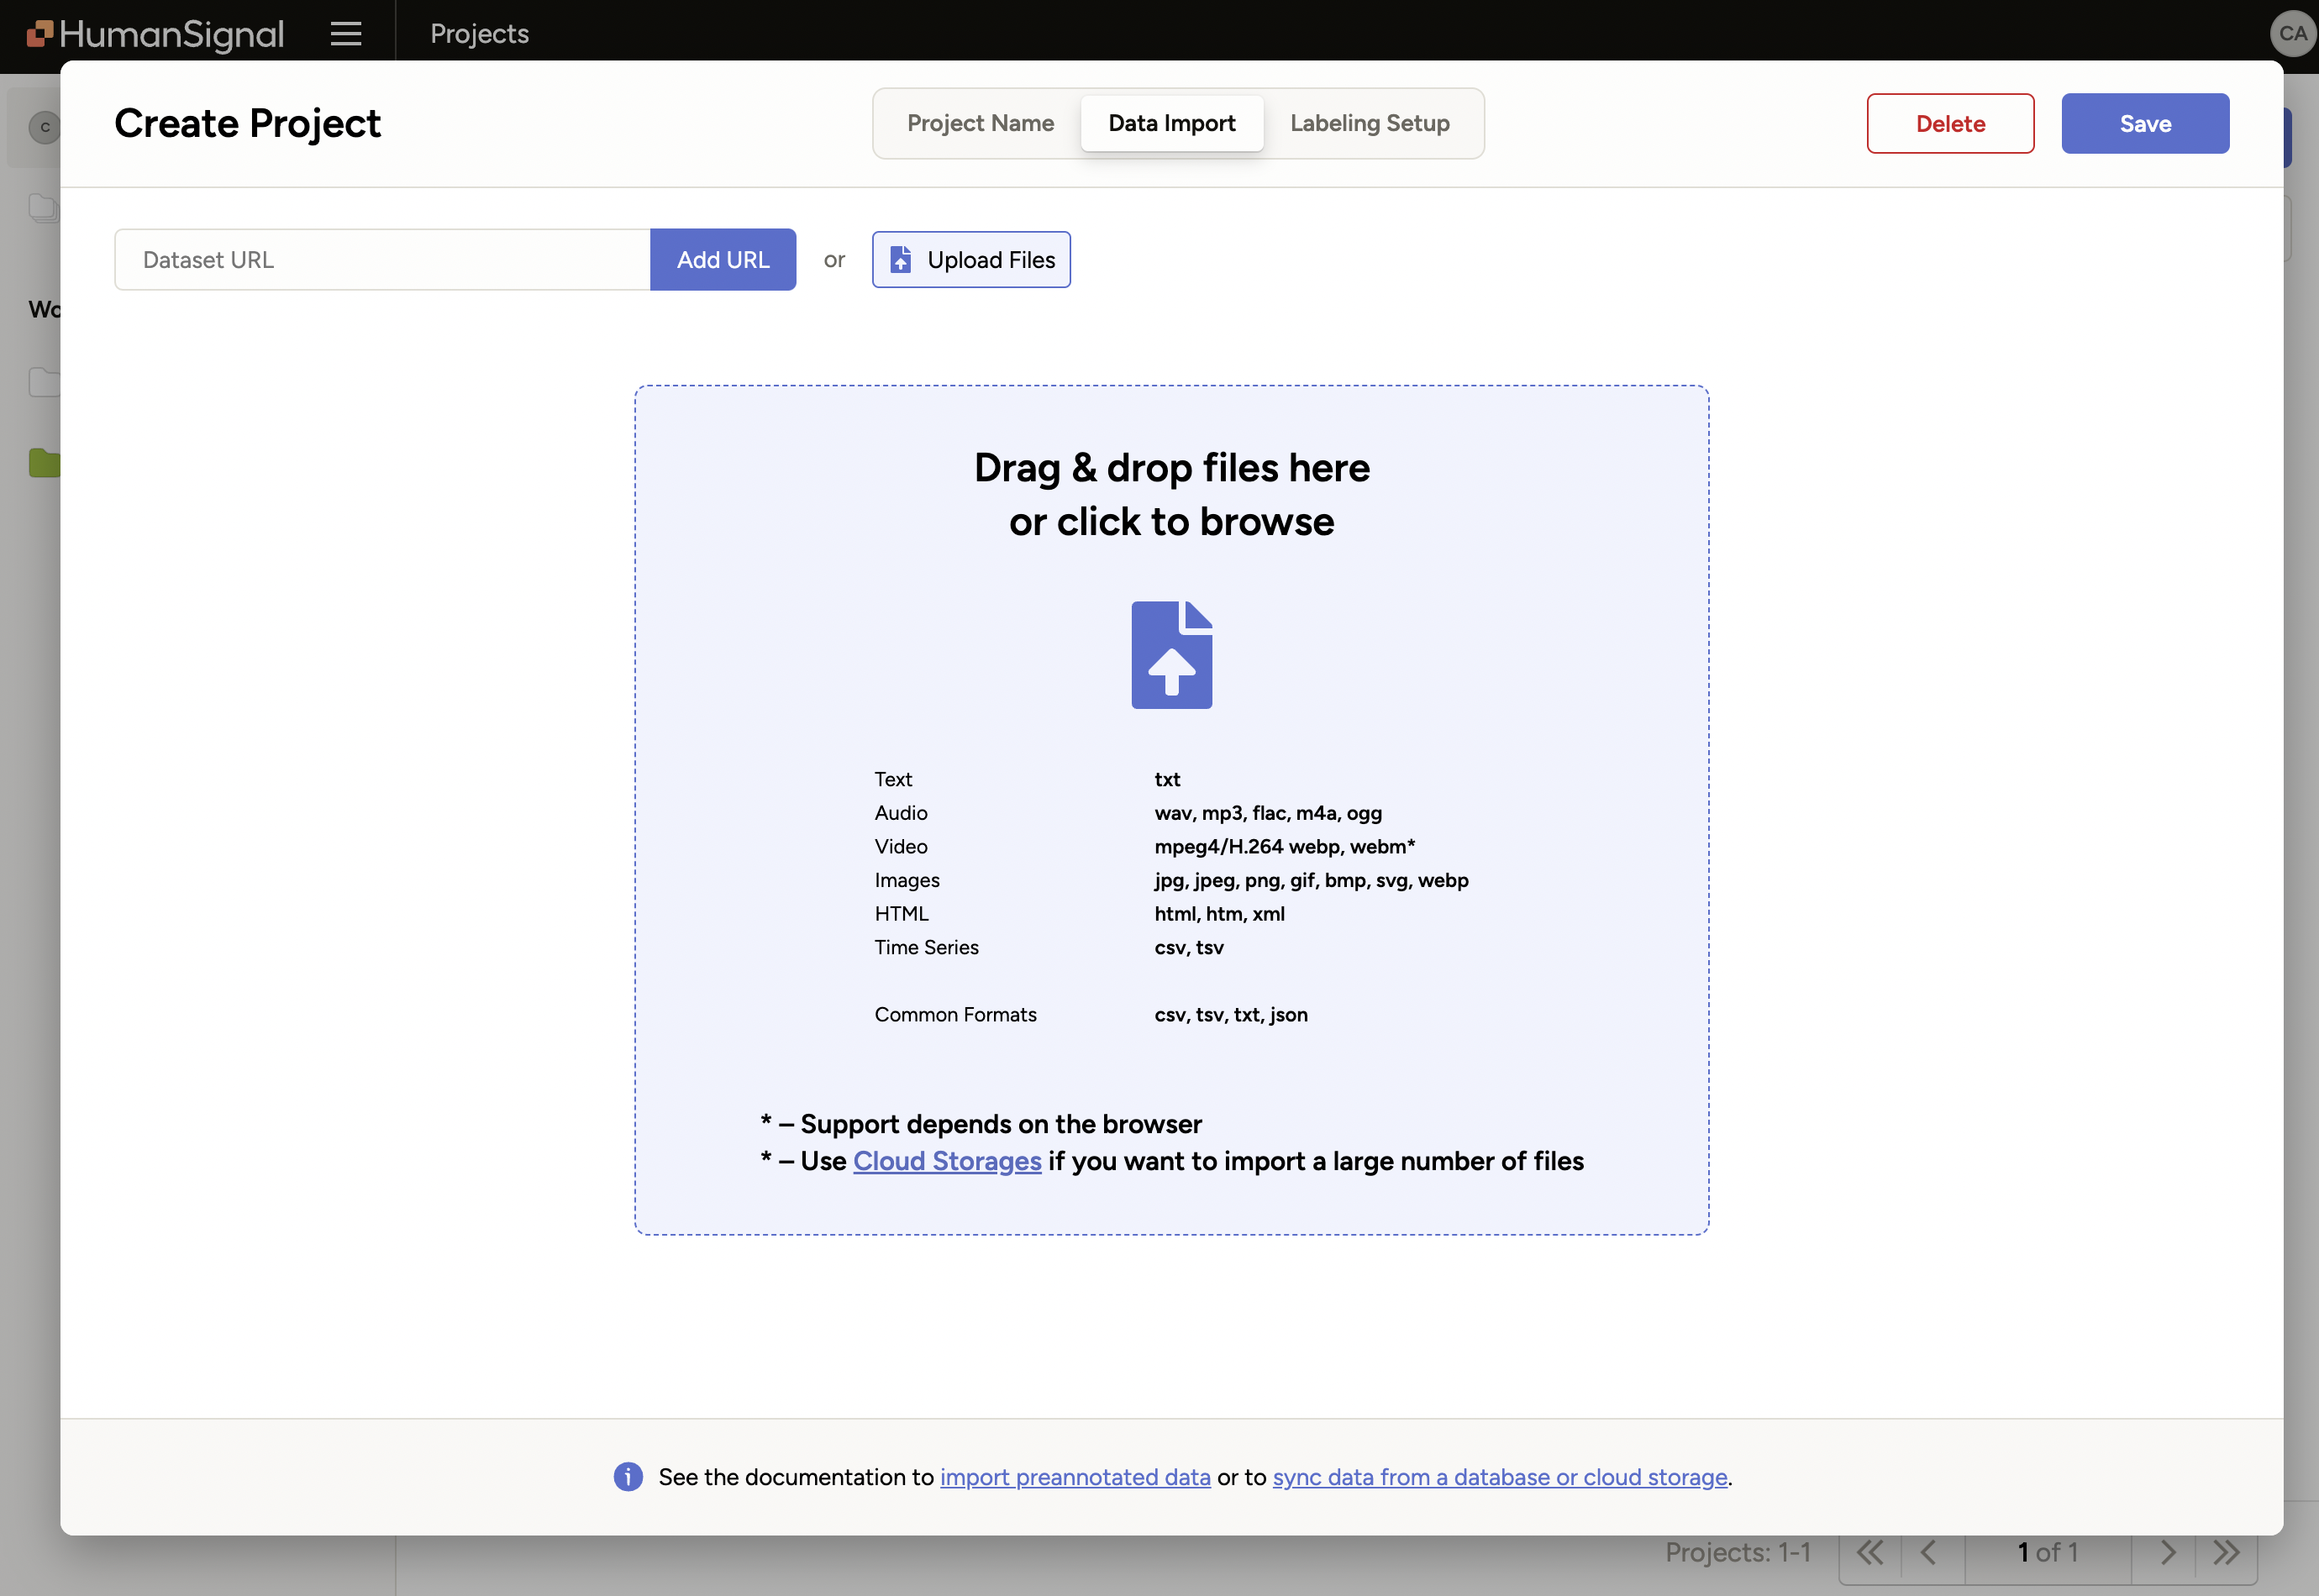 HumanSignal
Projects
CA
Create Project
Project Name
Data Import
Labeling Setup
Delete
Save
C
Dataset URL
Add URL
or
Upload Files
Wo
Drag & drop files here
or click to browse
Text txt
Audio wav, mp3, flac, m4a, ogg
Video mpeg4/H.264 webp, webm*
Images jpg, jpeg, png, gif, bmp, svg, webp
HTML html, htm, xml
Time Series csv, tsv
Common Formats csv, tsv, txt, json
* – Support depends on the browser
* – Use Cloud Storages if you want to import a large number of files
See the documentation to import preannotated data or to sync data from a database or cloud storage.
Projects: 1-1
1 of 1